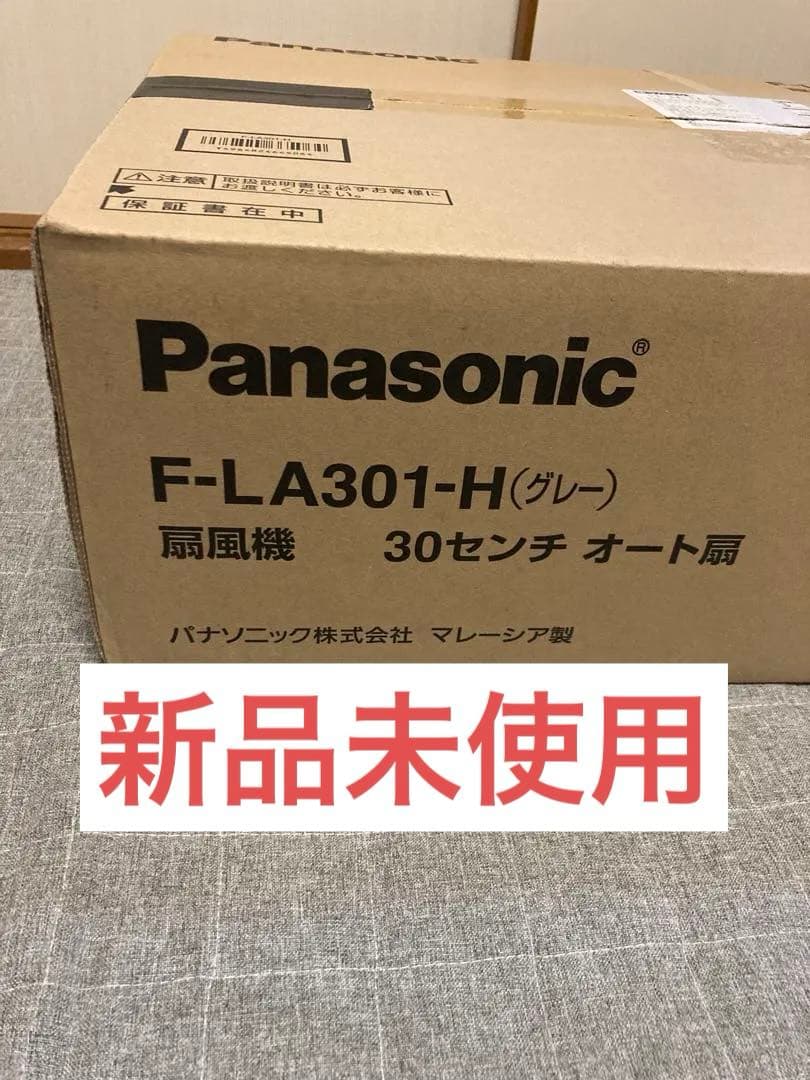 Panasonic
F-LA301-H
⚠注意 取扱説明書は必ずお客様に
お渡しください。
保証書在中
Panasonic®
F-LA301-H(グレー)
扇風機 30センチ オート扇
パナソニック株式会社 マレーシア製
新品未使用